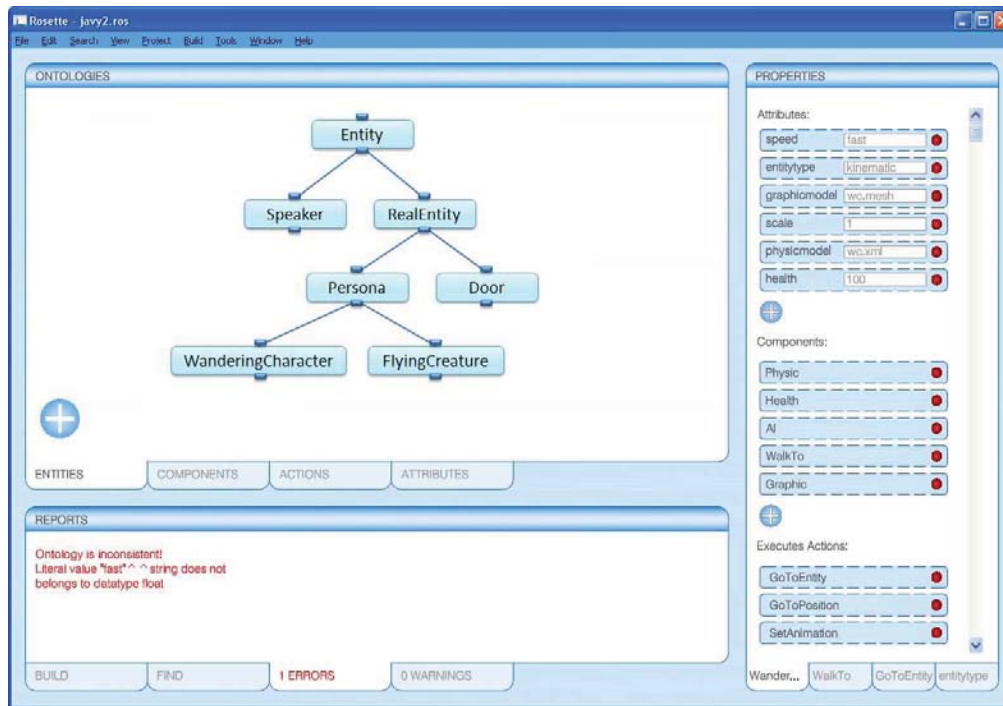 Rosette - javy2.ros
File Edit Search View Project Build Tools Window Help
ONTOLOGIES
Entity
Speaker RealEntity
Persona Door
WanderingCharacter FlyingCreature
ENTITIES COMPONENTS ACTIONS ATTRIBUTES
REPORTS
Ontology is inconsistent!
Literal value "fast"^ ^ string does not
belongs to datatype float
BUILD FIND 1 ERRORS 0 WARNINGS
PROPERTIES
Attributes:
speed fast
entitytype kinematic
graphicmodel wc.mesh
scale 1
physicmodel wc.xml
health 100
Components:
Physic
Health
AI
WalkTo
Graphic
Executes Actions:
GoToEntity
GoToPosition
SetAnimation
Wander... WalkTo GoToEntity entitytype